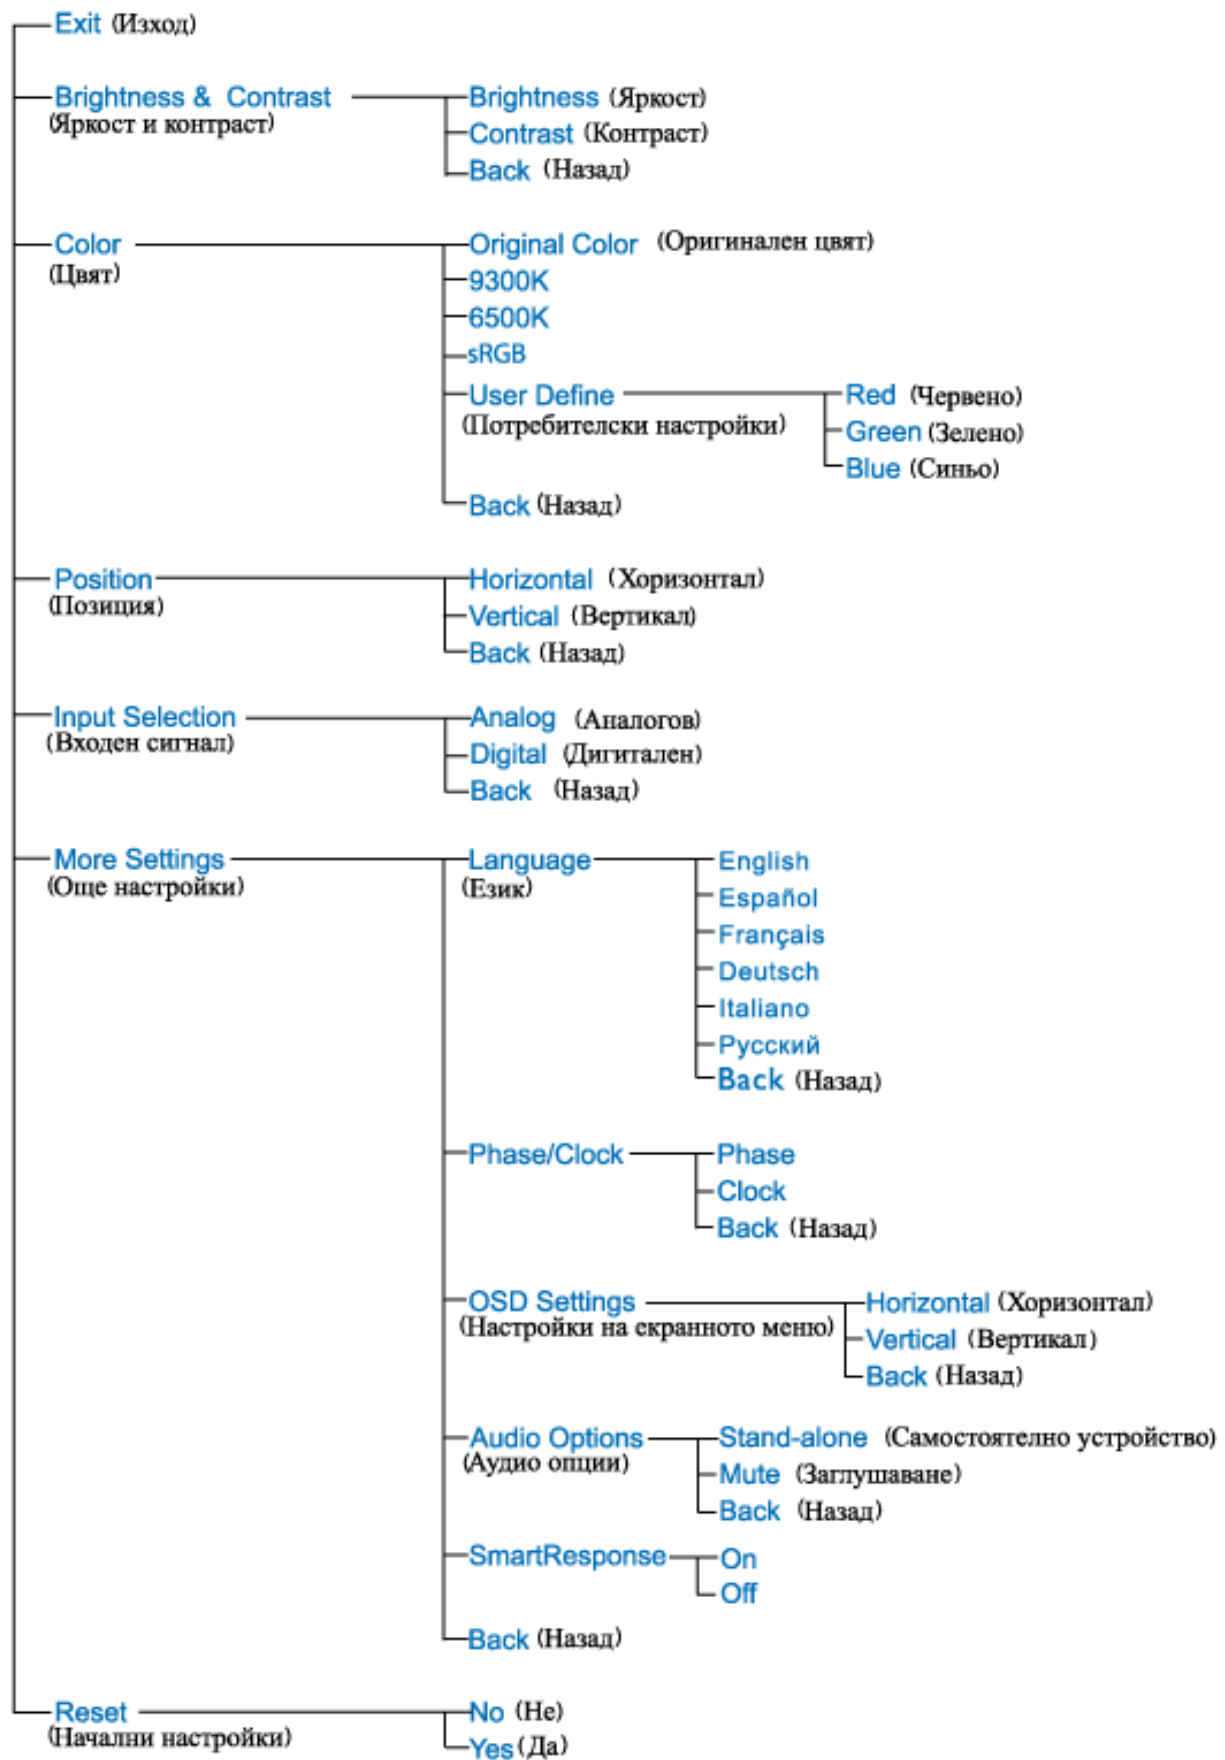 Exit (Изход)
Brightness & Contrast
(Яркост и контраст)
Brightness (Яркост)
Contrast (Контраст)
Back (Назад)
Color
(Цвят)
Original Color (Оригинален цвят)
9300K
6500K
sRGB
User Define
(Потребителски настройки)
Red (Червено)
Green (Зелено)
Blue (Синьо)
Back (Назад)
Position
(Позиция)
Horizontal (Хоризонтал)
Vertical (Вертикал)
Back (Назад)
Input Selection
(Входен сигнал)
Analog (Аналогов)
Digital (Дигитален)
Back (Назад)
More Settings
(Още настройки)
Language
(Език)
English
Español
Français
Deutsch
Italiano
Русский
Back (Назад)
Phase/Clock
Phase
Clock
Back (Назад)
OSD Settings
(Настройки на екранното меню)
Horizontal (Хоризонтал)
Vertical (Вертикал)
Back (Назад)
Audio Options
(Аудио опции)
Stand-alone (Самостоятелно устройство)
Mute (Заглушаване)
Back (Назад)
SmartResponse
On
Off
Back (Назад)
Reset
(Начални настройки)
No (Не)
Yes (Да)